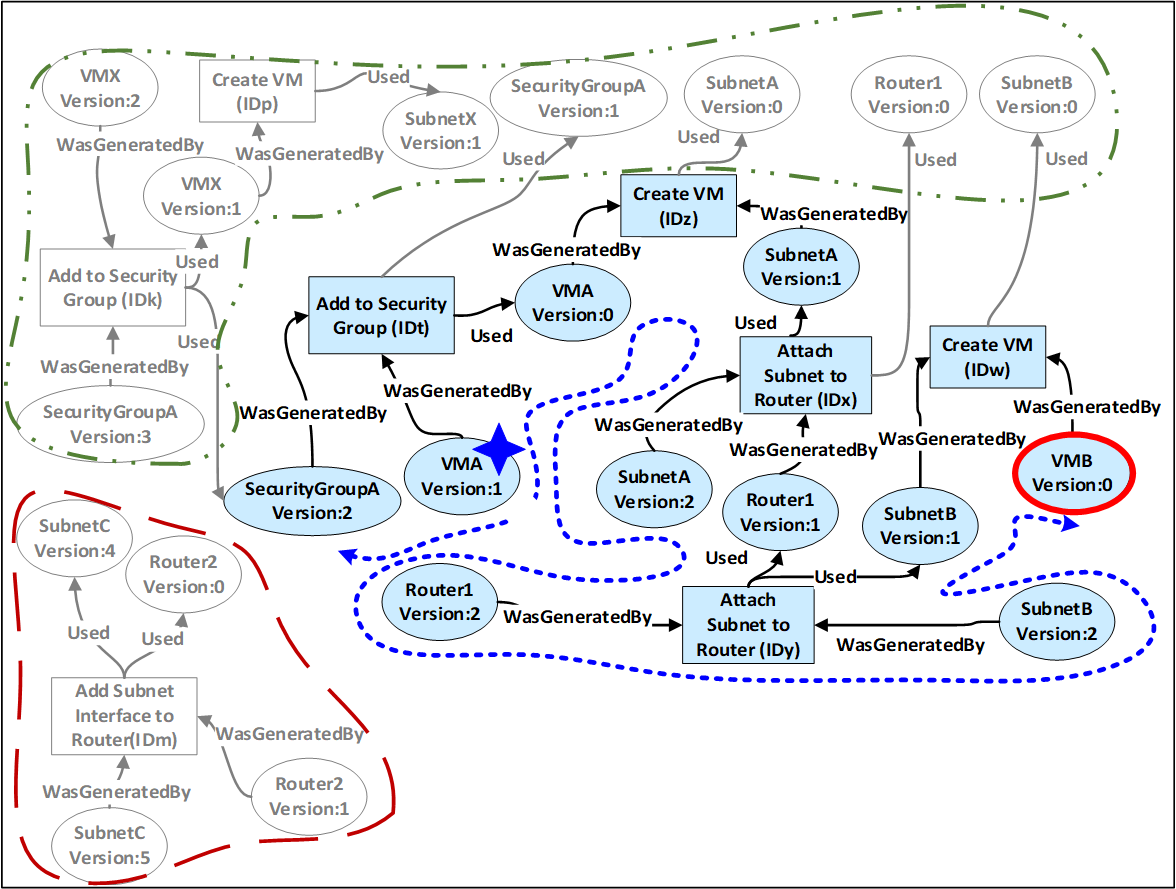 VMX
Version:2
Create VM
(IDp)
Used
SubnetX
Version:1
SecurityGroupA
Version:1
SubnetA
Version:0
Router1
Version:0
SubnetB
Version:0
WasGeneratedBy
WasGeneratedBy
Used
Used
Used
Used
VMX
Version:1
Create VM
(IDz)
WasGeneratedBy
WasGeneratedBy
SubnetA
Version:1
Add to Security
Group (IDk)
Used
Add to Security
Group (IDt)
VMA
Version:0
Used
Used
Used
Attach
Subnet to
Router (IDx)
Create VM
(IDw)
WasGeneratedBy
SecurityGroupA
Version:3
WasGeneratedBy
WasGeneratedBy
WasGeneratedBy
WasGeneratedBy
WasGeneratedBy
WasGeneratedBy
VMA
Version:1
SecurityGroupA
Version:2
SubnetA
Version:2
Router1
Version:1
SubnetB
Version:1
VMB
Version:0
SubnetC
Version:4
Router2
Version:0
Used
Used
Router1
Version:2
WasGeneratedBy
Attach
Subnet to
Router (IDy)
WasGeneratedBy
SubnetB
Version:2
Used
Used
Add Subnet
Interface to
Router(IDm)
WasGeneratedBy
WasGeneratedBy
Router2
Version:1
SubnetC
Version:5